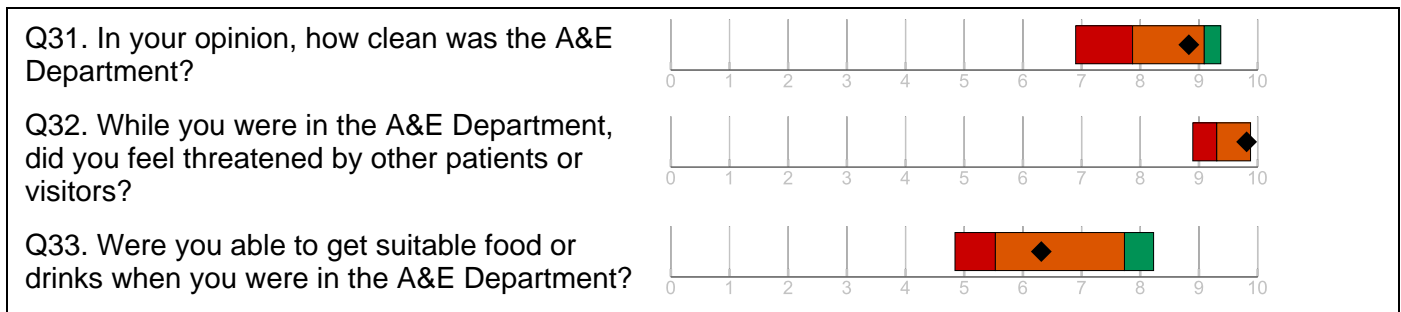 Q31. In your opinion, how clean was the A&E
Department?
0 1 2 3 4 5 6 7 8 9 10
Q32. While you were in the A&E Department,
did you feel threatened by other patients or
visitors?
0 1 2 3 4 5 6 7 8 9 10
Q33. Were you able to get suitable food or
drinks when you were in the A&E Department?
0 1 2 3 4 5 6 7 8 9 10